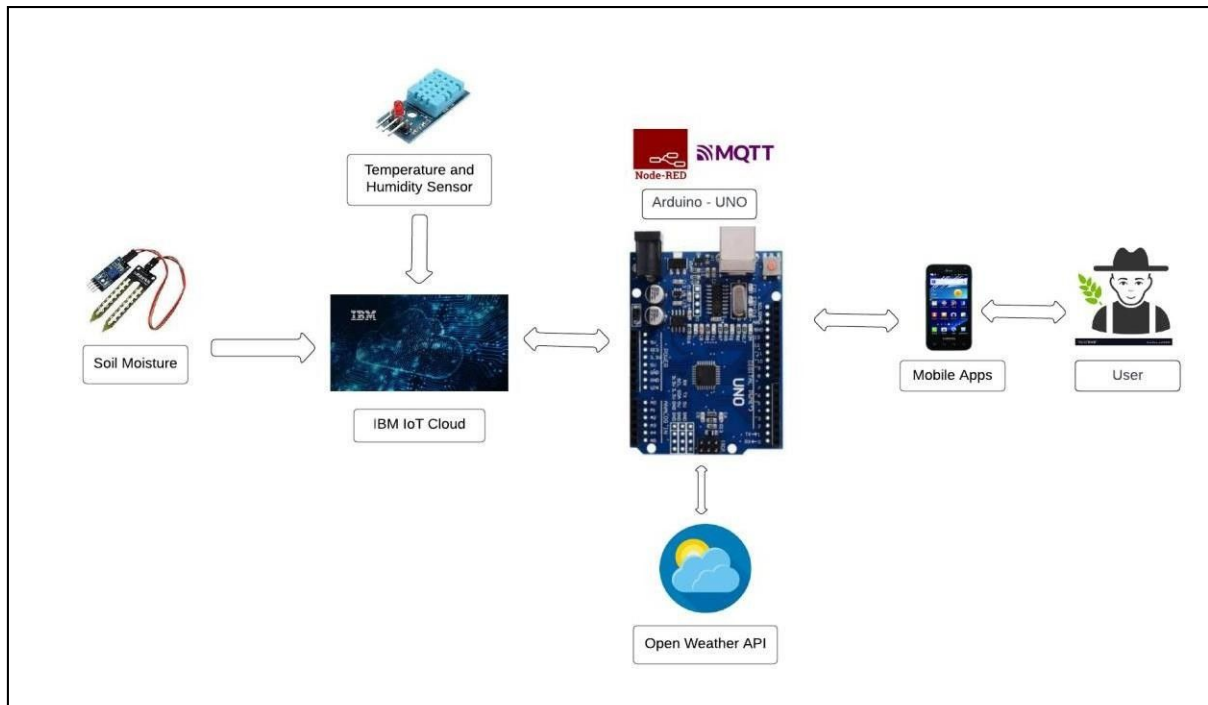 Temperature and
Humidity Sensor
Node-RED
MQTT
Arduino - UNO
Soil Moisture
IBM
IBM IoT Cloud
UNO
Mobile Apps
User
Open Weather API